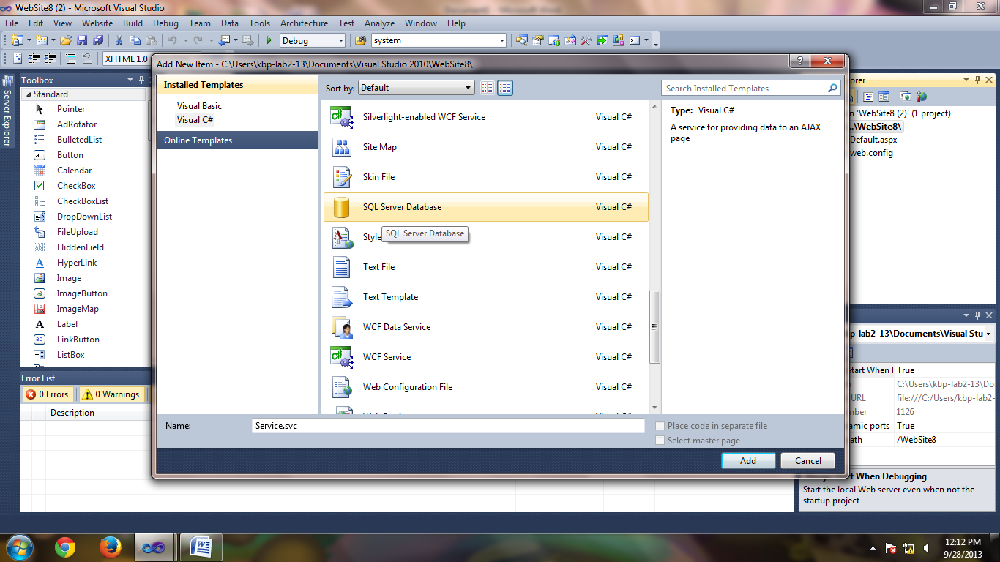 WebSite8 (2) - Microsoft Visual Studio
File Edit View Website Build Debug Team Data Tools Architecture Test Analyze Window Help
Debug system
XHTML 1.0
Server Explorer
Toolbox
Standard
Pointer
AdRotator
BulletedList
Button
Calendar
CheckBox
CheckBoxList
DropDownList
FileUpload
HiddenField
HyperLink
Image
ImageButton
ImageMap
Label
LinkButton
ListBox
Error List
0 Errors 0 Warnings
Description
Add New Item - C:\Users\kbp-lab2-13\Documents\Visual Studio 2010\WebSite8\
Installed Templates
Visual Basic
Visual C#
Online Templates
Sort by: Default
Search Installed Templates
Silverlight-enabled WCF Service Visual C#
Site Map Visual C#
Skin File Visual C#
SQL Server Database Visual C#
SQL Server Database
Style Visual C#
Text File Visual C#
Text Template Visual C#
WCF Data Service Visual C#
WCF Service Visual C#
Web Configuration File Visual C#
Type: Visual C#
A service for providing data to an AJAX
page
Name: Service.svc
Place code in separate file
Select master page
Add Cancel
orer
n 'WebSite8 (2)' (1 project)
..\WebSite8\
Default.aspx
web.config
p-lab2-13\Documents\Visual Stu
Start When True
C:\Users\kbp-lab2-13\Do
URL file:///C:/Users/kbp-lab2-
mber 1126
amic ports True
ath /WebSite8
t When Debugging
Start the local Web server even when not the
startup project
12:12 PM
9/28/2013